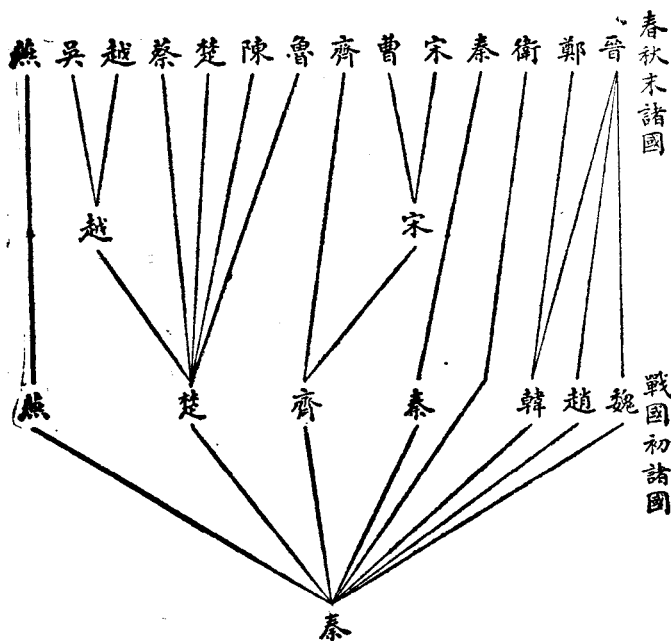 春秋末諸國
晉鄭衛秦宋曹齊魯陳楚蔡越吳燕
宋越
戰國初諸國
魏趙韓秦齊楚燕
秦